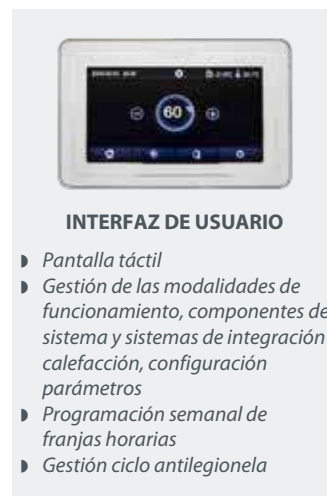 60
INTERFAZ DE USUARIO
◗ Pantalla táctil
◗ Gestión de las modalidades de
funcionamiento, componentes de
sistema y sistemas de integración
calefacción, configuración
parámetros
◗ Programación semanal de
franjas horarias
◗ Gestión ciclo antilegionela